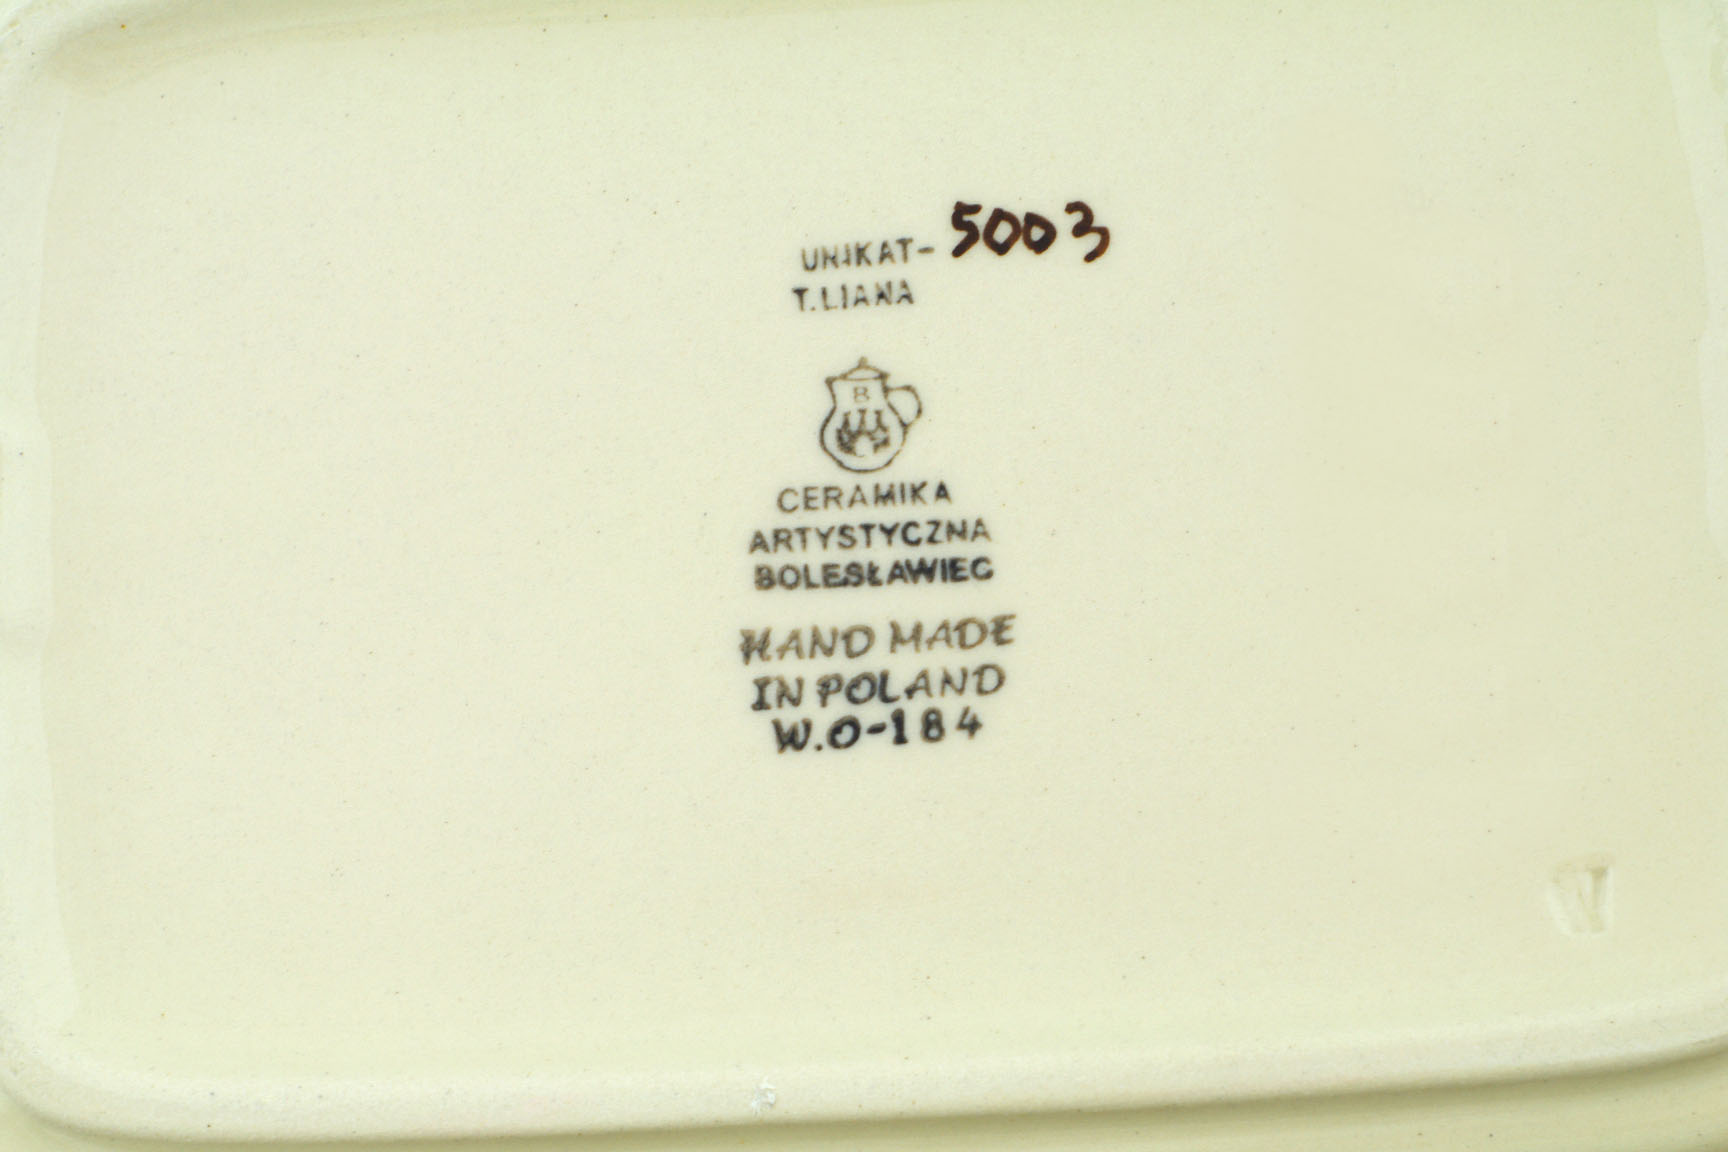 UNIKAT- 5003
T.LIANA
B
CERAMIKA
ARTYSTYCZNA
BOLESŁAWIEC
HAND MADE
IN POLAND
W.O-184
W